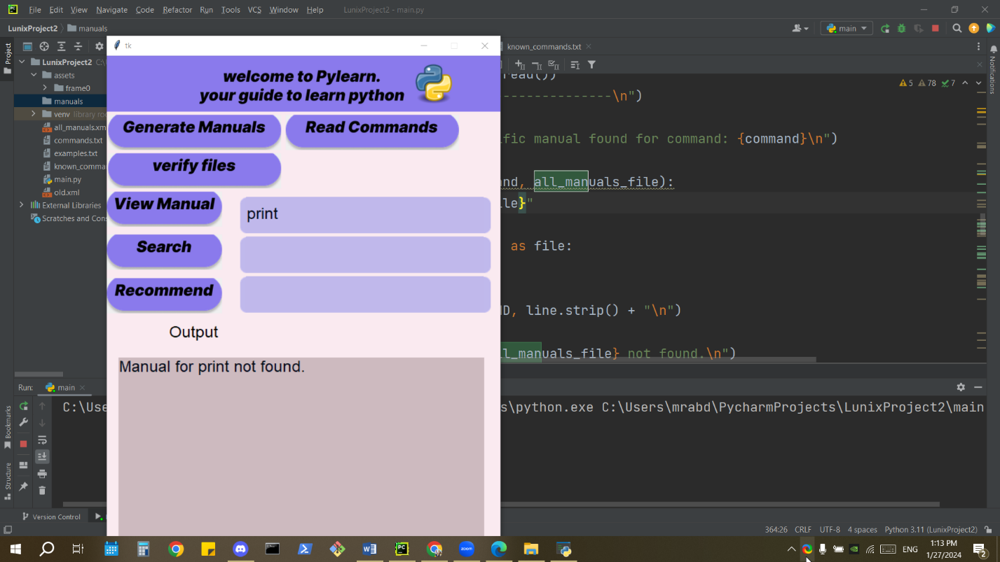 File Edit View Navigate Code Refactor Run Tools VCS Window Help LunixProject2 - main.py
LunixProject2 manuals
main
Project
tk
known_commands.txt
LunixProject2 C:\
assets
frame0
manuals
venv library
all_manuals.xm
commands.txt
examples.txt
known_comma
main.py
old.xml
External Libraries
Scratches and Cons
Notifications
5 78 7
welcome to Pylearn.
your guide to learn python
Generate Manuals
Read Commands
verify files
View Manual
print
Search
Recommend
Output
Manual for print not found.
ead())
--------------\n")
fic manual found for command: {command}\n")
nd, all_manuals_file):
le}"
as file:
D, line.strip() + "\n")
l_manuals_file} not found.\n")
Run: main
C:\Use
s\python.exe C:\Users\mrabd\PycharmProjects\LunixProject2\main
Bookmarks
Structure
Version Control
364:26 CRLF UTF-8 4 spaces Python 3.11 (LunixProject2)
zoom
ENG
1:13 PM
1/27/2024
2